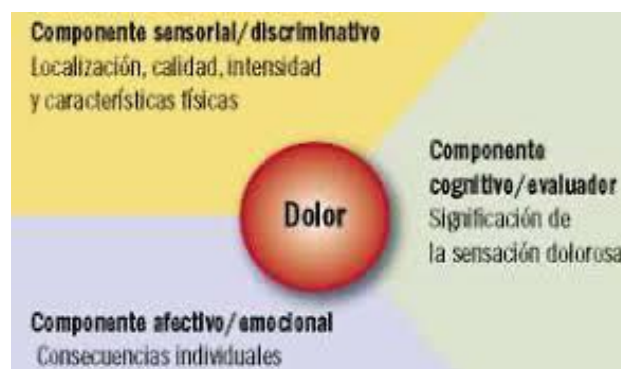 Componente sensorial/discriminativo
Localización, calidad, intensidad
y características físicas
Dolor
Componente
cognitivo/evaluador
Significación de
la sensación dolorosa
Componente afectivo/emocional
Consecuencias individuales